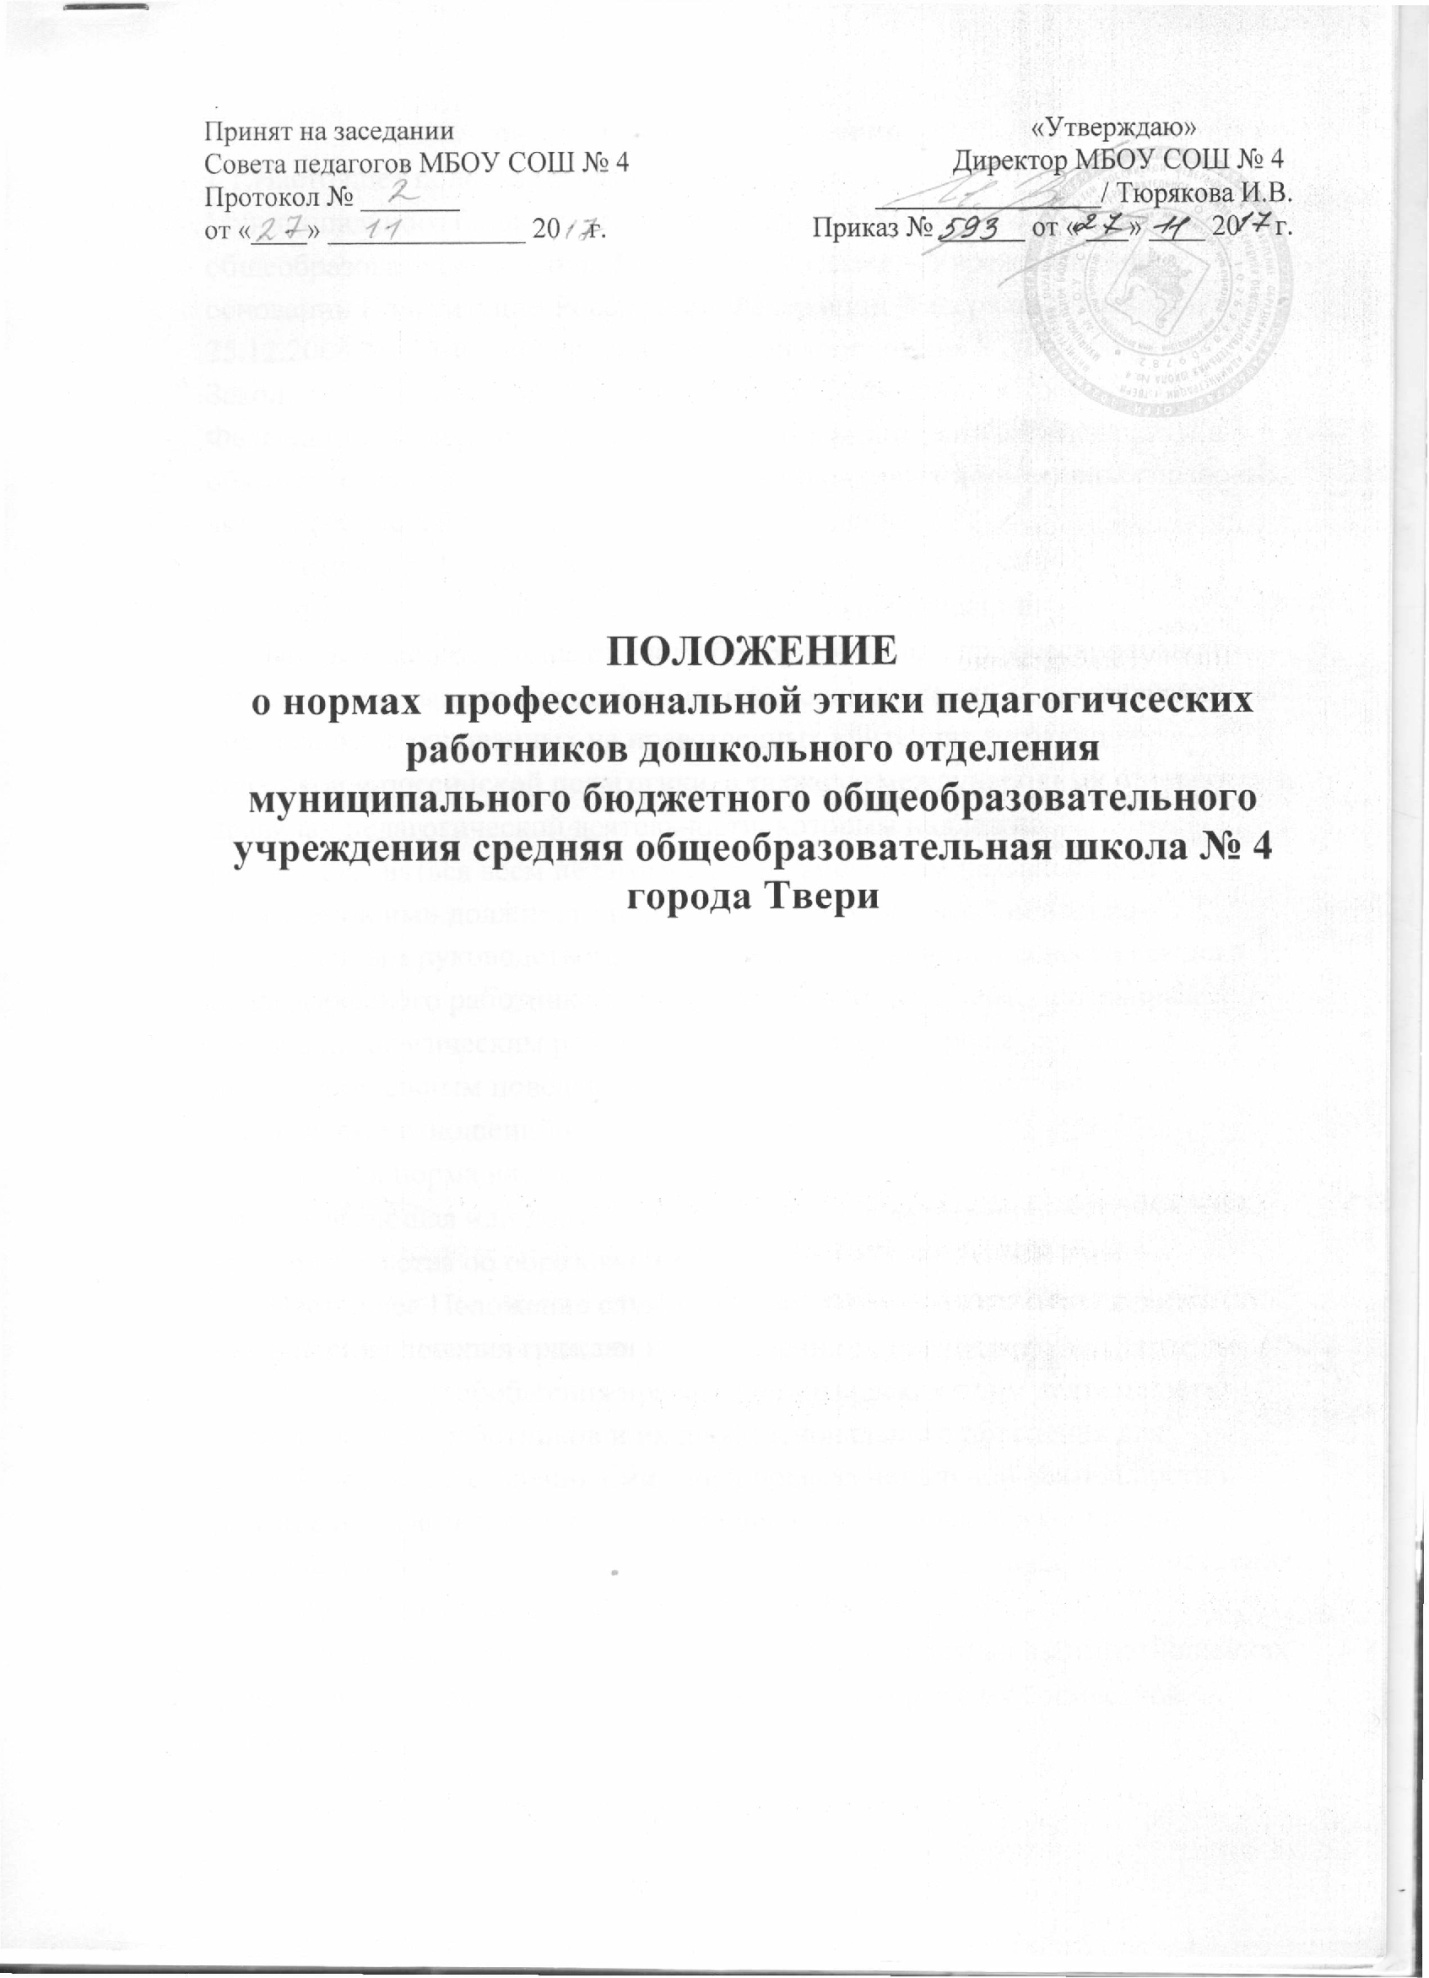 Принят на заседании
Совета педагогов МБОУ СОШ № 4
Протокол № 2
от «27» 11 2017г.
«Утверждаю»
Директор МБОУ СОШ № 4
/ Тюрякова И.В.
Приказ № 593 от «27» 11 2017 г.
ПОЛОЖЕНИЕ
о нормах профессиональной этики педагогичсеских
работников дошкольного отделения
муниципального бюджетного общеобразовательного
учреждения средняя общеобразовательная школа № 4
города Твери